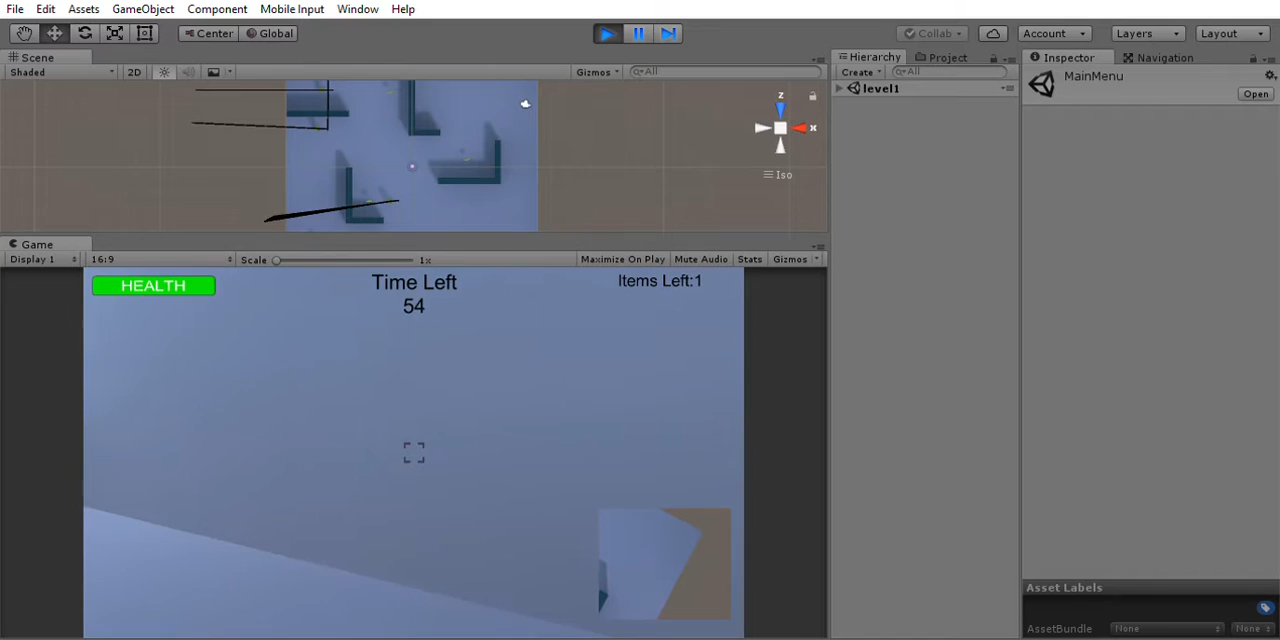 File Edit Assets GameObject Component Mobile Input Window Help
Center Global Collab Account Layers Layout
Scene Hierarchy Project Inspector Navigation
Shaded 2D Gizmos All Create All MainMenu
level1 Open
z
x
Iso
Game
Display 1 16:9 Scale 1x Maximize On Play Mute Audio Stats Gizmos
HEALTH Time Left Items Left:1
54
Asset Labels
AssetBundle None None